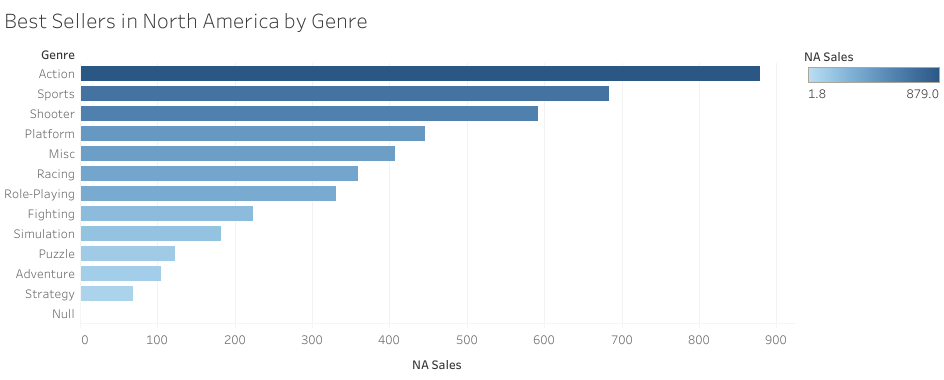 Best Sellers in North America by Genre
Genre
Action
Sports
Shooter
Platform
Misc
Racing
Role-Playing
Fighting
Simulation
Puzzle
Adventure
Strategy
Null
0 100 200 300 400 500 600 700 800 900
NA Sales
NA Sales
1.8 879.0